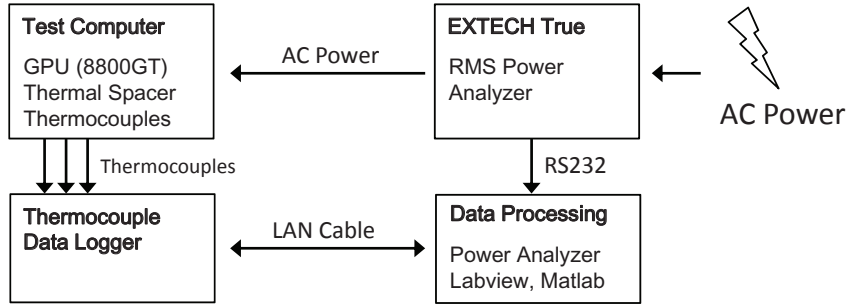 Test Computer
GPU (8800GT)
Thermal Spacer
Thermocouples
AC Power
EXTECH True
RMS Power
Analyzer
AC Power
Thermocouples
RS232
Thermocouple
Data Logger
LAN Cable
Data Processing
Power Analyzer
Labview, Matlab